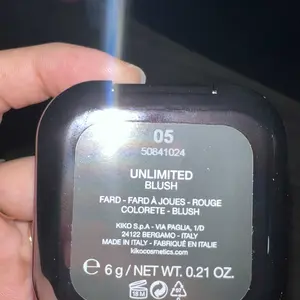 05
50841024
UNLIMITED
BLUSH
FARD - FARD À JOUES - ROUGE
COLORETE - BLUSH
KIKO S.p.A - VIA PAGLIA, 1/D
24122 BERGAMO - ITALY
MADE IN ITALY - FABRIQUÉ EN ITALIE
kikocosmetics.com
℮ 6 g / NET WT. 0.21 OZ.
18 M